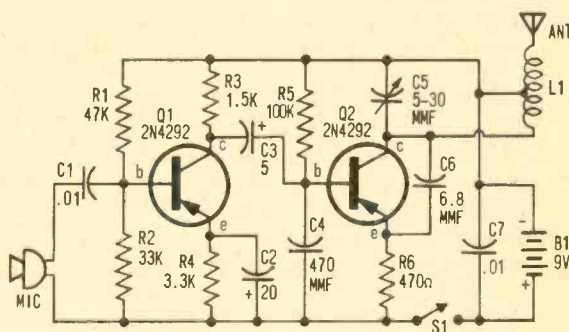 ANT
L1
R1
47K
R3
1.5K
Q1
2N4292
R5
100K
Q2
2N4292
C5
5-30
MMF
C1
.01
b
c
e
+
C3
5
b
c
e
C6
6.8
MMF
R2
33K
R4
3.3K
C2
+
20
C4
470
MMF
R6
470Ω
C7
.01
-
B1
9V
+
MIC
S1